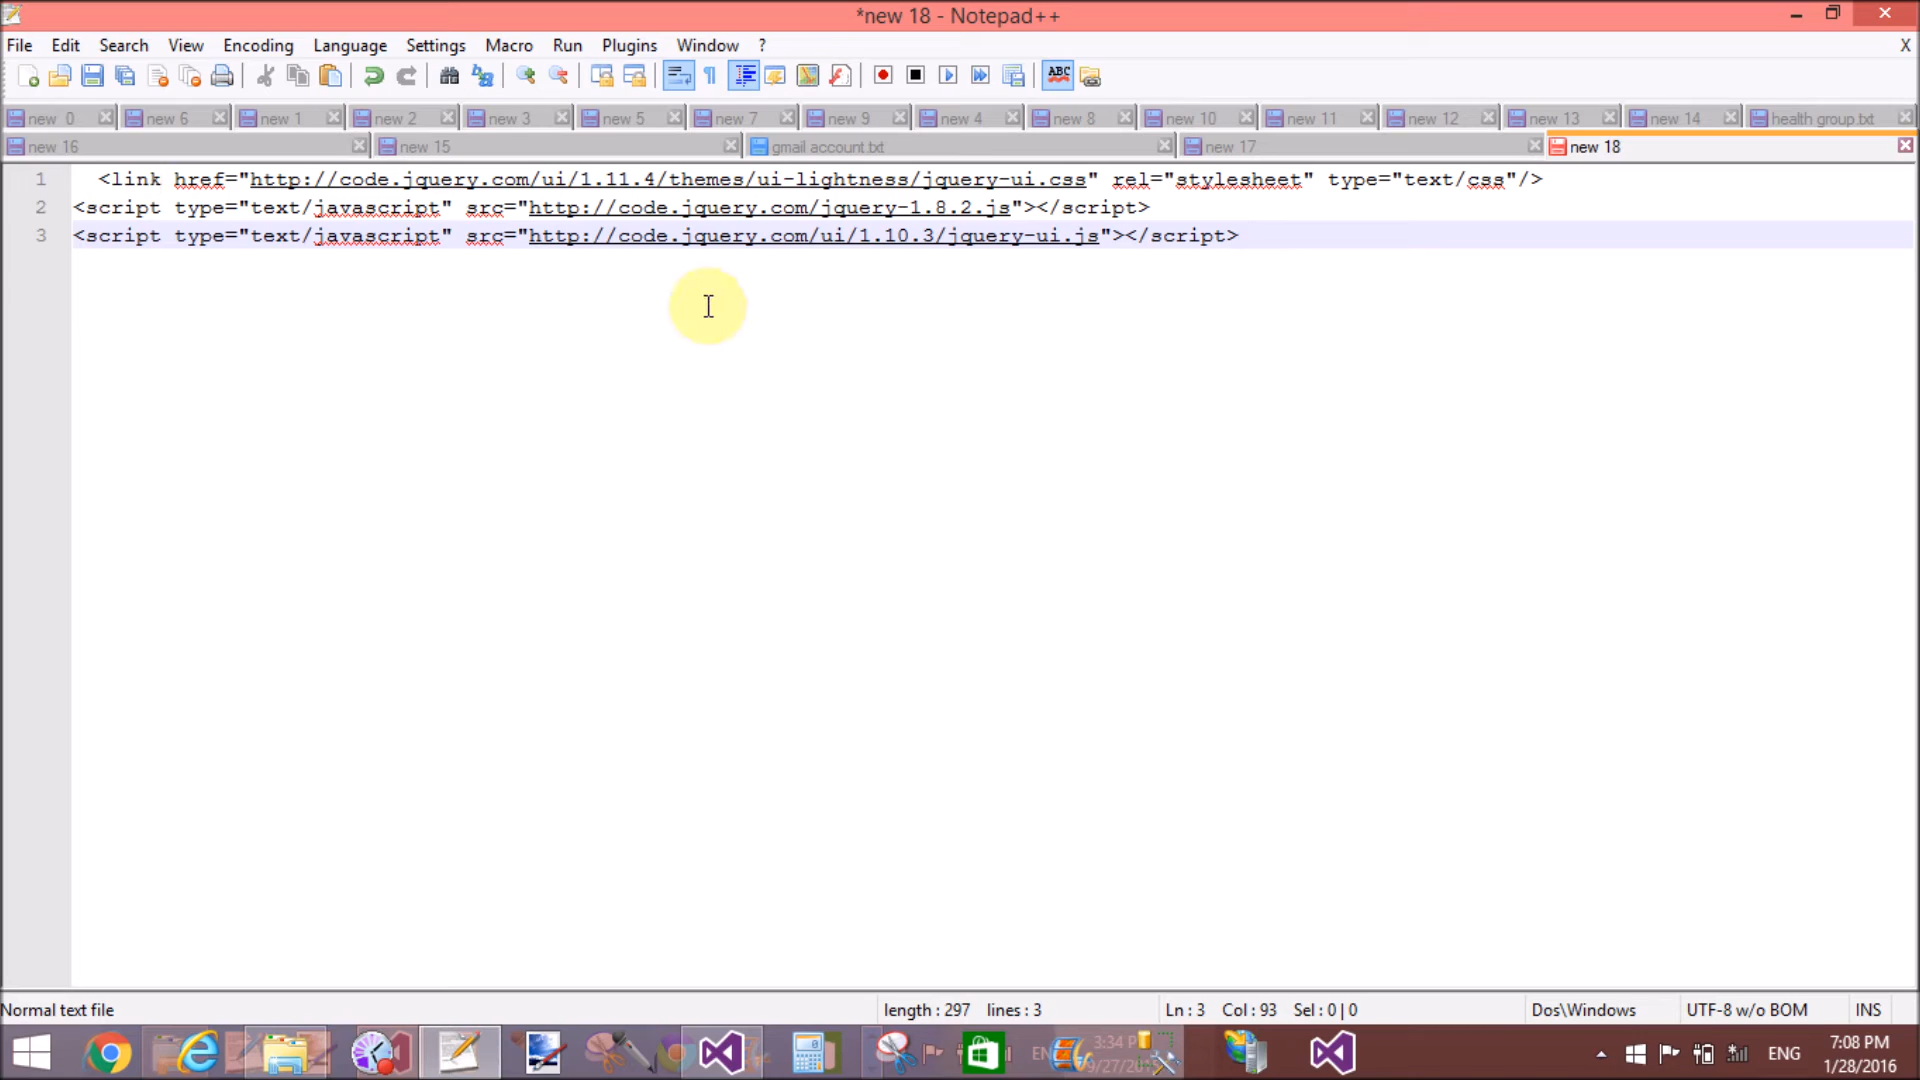 *new 18 - Notepad++
File Edit Search View Encoding Language Settings Macro Run Plugins Window ? X
ABC
new 0 new 6 new 1 new 2 new 3 new 5 new 7 new 9 new 4 new 8 new 10 new 11 new 12 new 13 new 14 health group.txt
new 16 new 15 gmail account.txt new 17 new 18
1 <link href="http://code.jquery.com/ui/1.11.4/themes/ui-lightness/jquery-ui.css" rel="stylesheet" type="text/css"/>
2 <script type="text/javascript" src="http://code.jquery.com/jquery-1.8.2.js"></script>
3 <script type="text/javascript" src="http://code.jquery.com/ui/1.10.3/jquery-ui.js"></script>
Normal text file length : 297 lines : 3 Ln : 3 Col : 93 Sel : 0 | 0 Dos\Windows UTF-8 w/o BOM INS
3:34 P
ENG 7:08 PM
1/28/2016